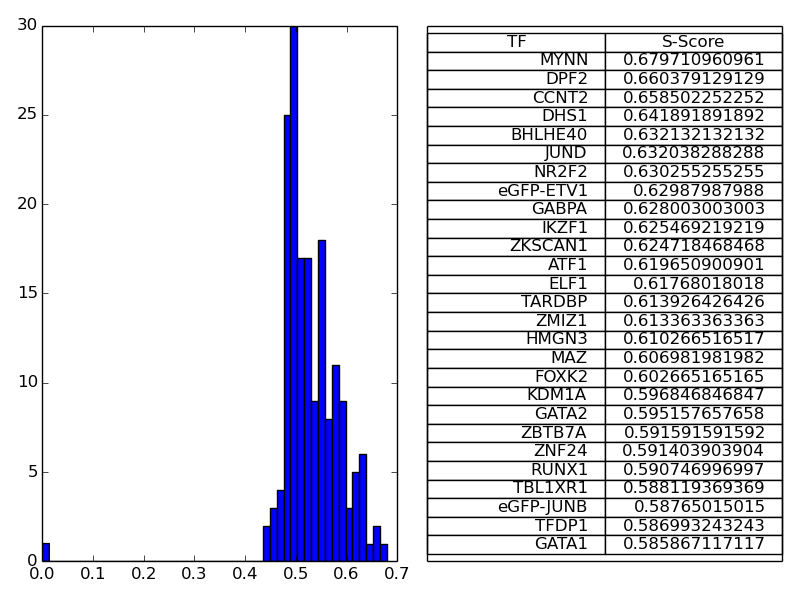 30
25
20
15
10
5
0
0.0 0.1 0.2 0.3 0.4 0.5 0.6 0.7
TF S-Score
MYNN 0.679710960961
DPF2 0.660379129129
CCNT2 0.658502252252
DHS1 0.641891891892
BHLHE40 0.632132132132
JUND 0.632038288288
NR2F2 0.630255255255
eGFP-ETV1 0.62987987988
GABPA 0.628003003003
IKZF1 0.625469219219
ZKSCAN1 0.624718468468
ATF1 0.619650900901
ELF1 0.61768018018
TARDBP 0.613926426426
ZMIZ1 0.613363363363
HMGN3 0.610266516517
MAZ 0.606981981982
FOXK2 0.602665165165
KDM1A 0.596846846847
GATA2 0.595157657658
ZBTB7A 0.591591591592
ZNF24 0.591403903904
RUNX1 0.590746996997
TBL1XR1 0.588119369369
eGFP-JUNB 0.58765015015
TFDP1 0.586993243243
GATA1 0.585867117117